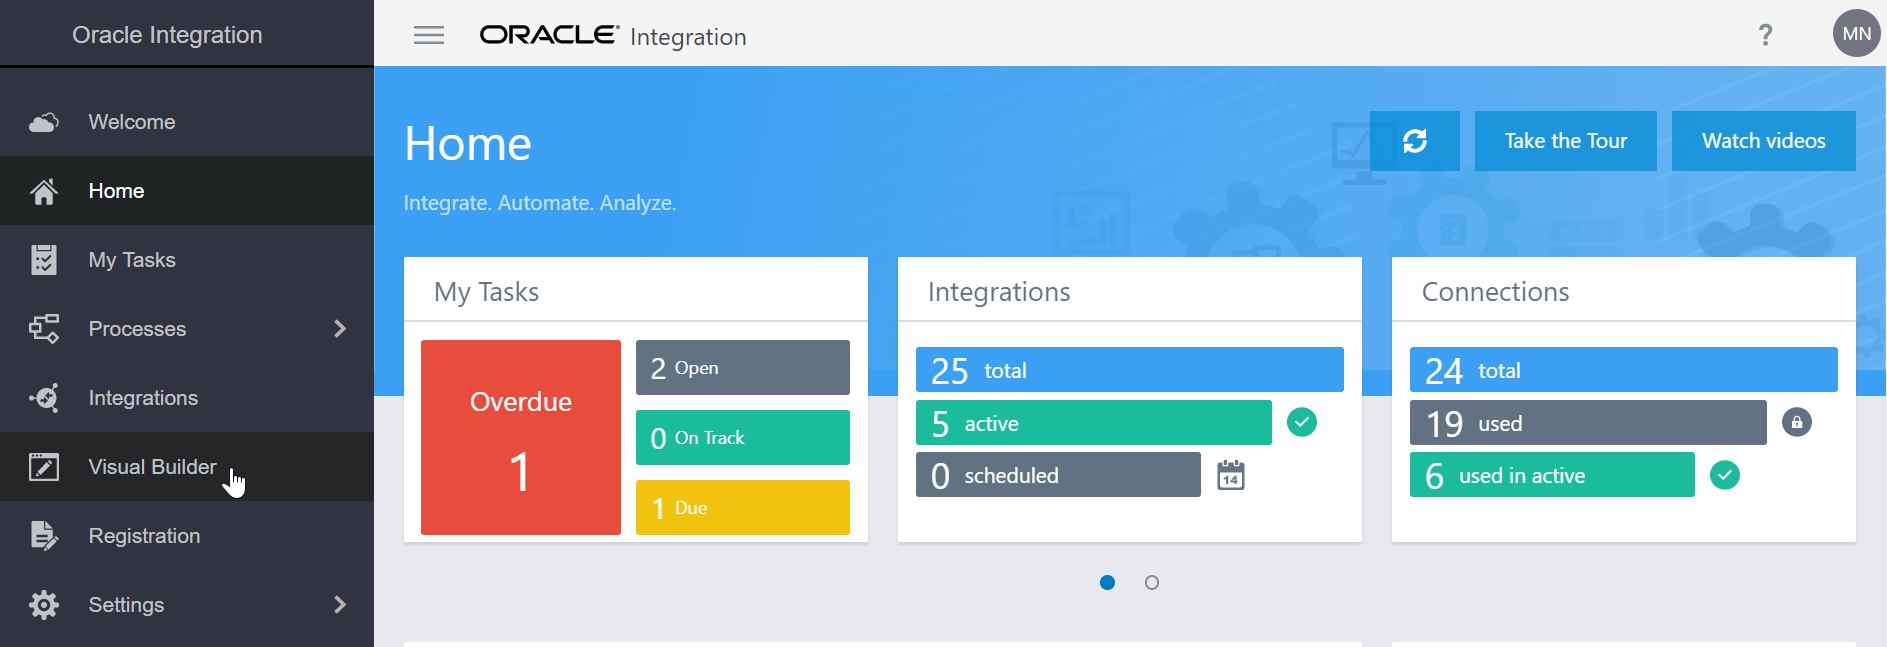 Oracle Integration
Welcome
Home
My Tasks
Processes
Integrations
Visual Builder
Registration
Settings
ORACLE Integration
?
MN
Home
Integrate. Automate. Analyze.
Take the Tour
Watch videos
My Tasks
Overdue
1
2 Open
0 On Track
1 Due
Integrations
25 total
5 active
0 scheduled
14
Connections
24 total
19 used
6 used in active